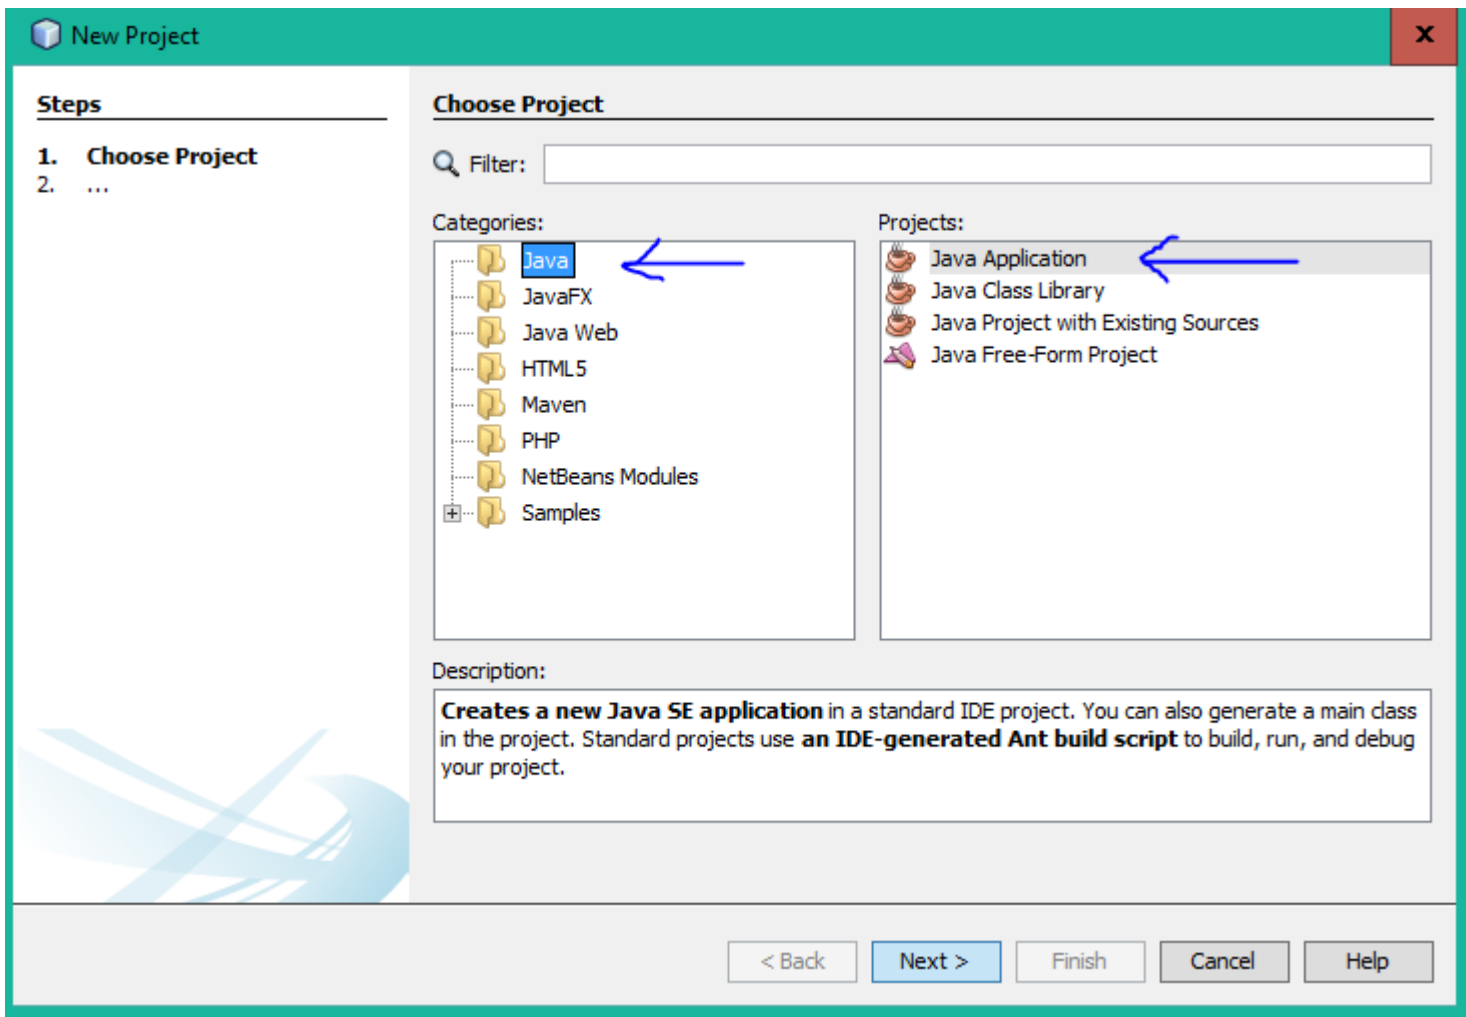 New Project
x
Steps
1. Choose Project
2. ...
Choose Project
Filter:
Categories:
Java
JavaFX
Java Web
HTML5
Maven
PHP
NetBeans Modules
Samples
Projects:
Java Application
Java Class Library
Java Project with Existing Sources
Java Free-Form Project
Description:
Creates a new Java SE application in a standard IDE project. You can also generate a main class
in the project. Standard projects use an IDE-generated Ant build script to build, run, and debug
your project.
< Back
Next >
Finish
Cancel
Help